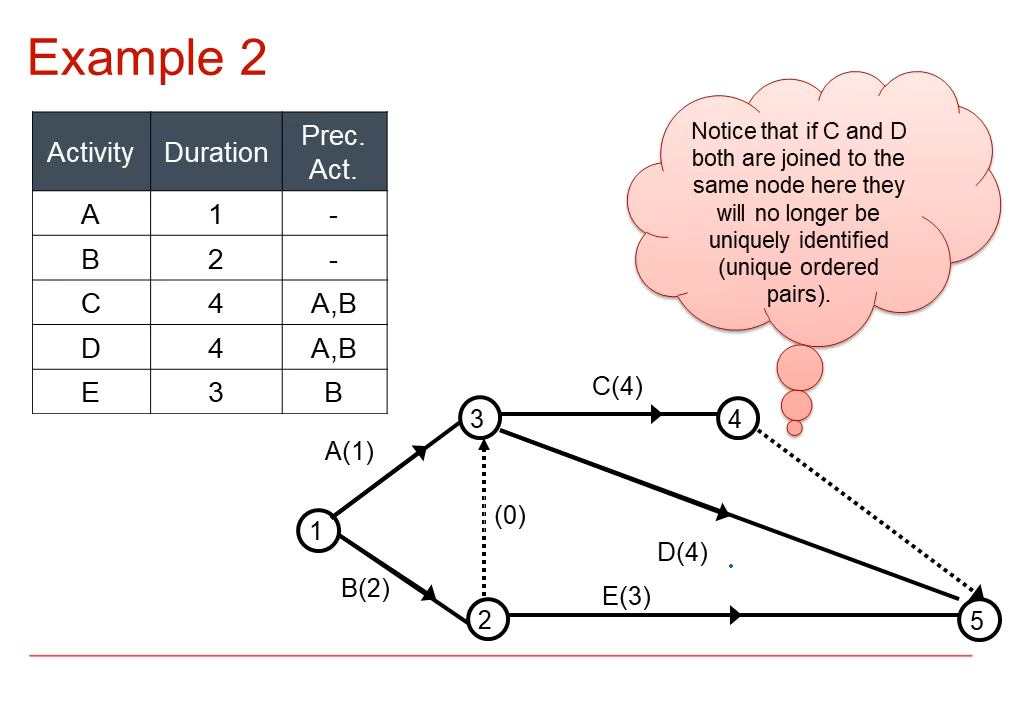 Example 2
Activity Duration Prec. Act.
A 1 -
B 2 -
C 4 A,B
D 4 A,B
E 3 B
Notice that if C and D
both are joined to the
same node here they
will no longer be
uniquely identified
(unique ordered
pairs).
C(4)
3
4
A(1)
1
(0)
D(4)
B(2)
E(3)
2
5